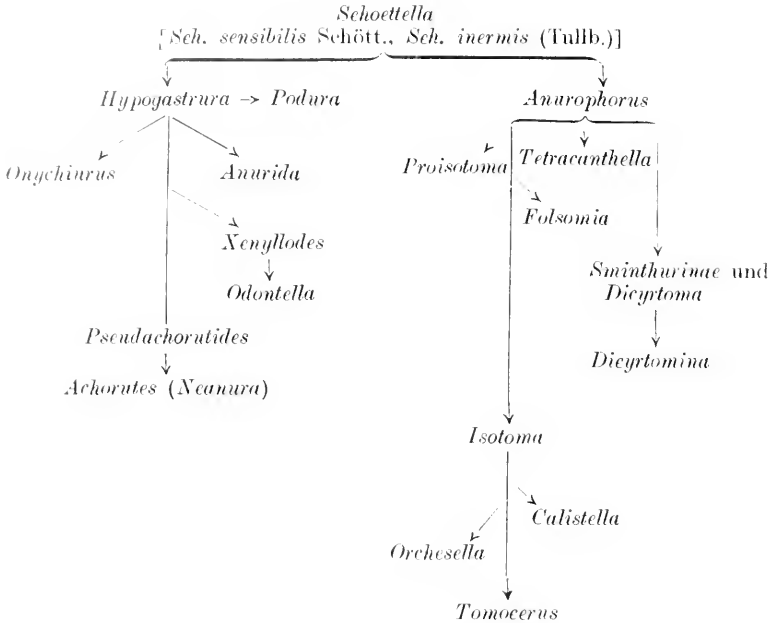 Schoettella
[Sch. sensibilis Schött., Sch. inermis (Tullb.)]
Hypogastrura → Podura
Anurophorus
Onychiurus
Anurida
Proisotoma
Tetracanthella
Folsomia
Xenyllodes
Odontella
Sminthurinae und
Dicyrtoma
Pseudachorutides
Dicyrtomina
Achorutes (Neanura)
Isotoma
Calistella
Orchesella
Tomocerus